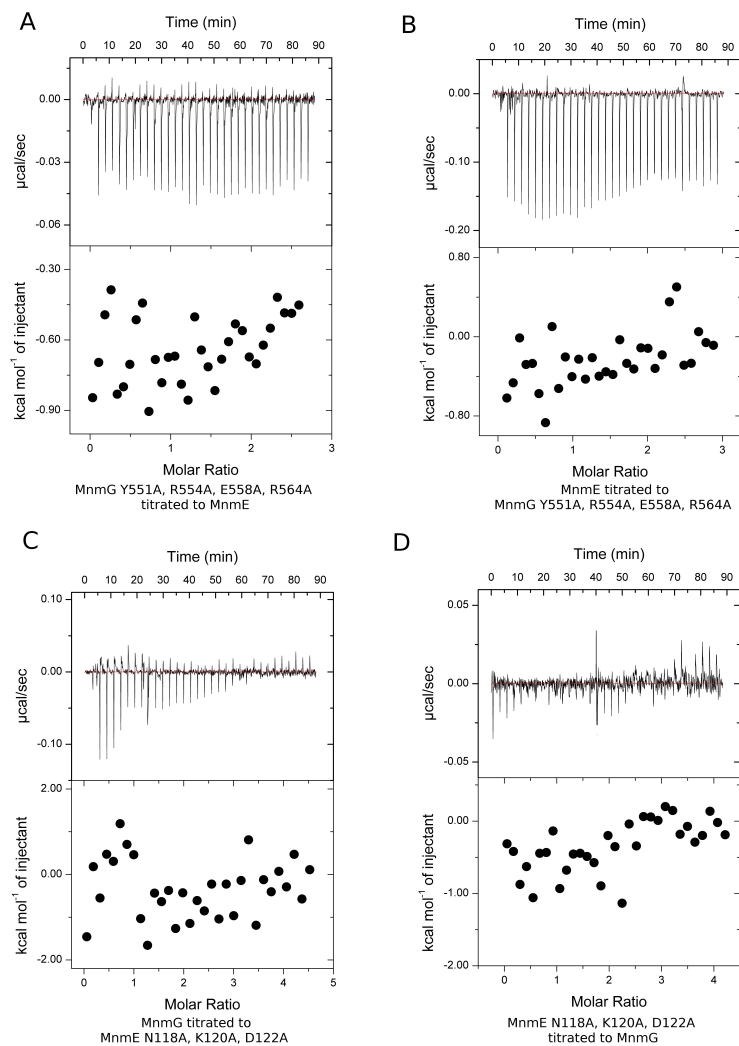 A
Time (min)
0 10 20 30 40 50 60 70 80 90
0.00
-0.03
-0.06
µcal/sec
-0.30
-0.60
-0.90
kcal mol-1 of injectant
0 1 2 3
Molar Ratio
MnmG Y551A, R554A, E558A, R564A
titrated to MnmE
B
Time (min)
0 10 20 30 40 50 60 70 80 90
0.00
-0.10
-0.20
µcal/sec
0.80
0.00
-0.80
kcal mol-1 of injectant
0 1 2 3
Molar Ratio
MnmE titrated to
MnmG Y551A, R554A, E558A, R564A
C
Time (min)
0 10 20 30 40 50 60 70 80 90
0.10
0.00
-0.10
µcal/sec
2.00
0.00
-2.00
kcal mol-1 of injectant
0 1 2 3 4 5
Molar Ratio
MnmG titrated to
MnmE N118A, K120A, D122A
D
Time (min)
0 10 20 30 40 50 60 70 80 90
0.05
0.00
-0.05
µcal/sec
0.00
-1.00
-2.00
kcal mol-1 of injectant
0 1 2 3 4
Molar Ratio
MnmE N118A, K120A, D122A
titrated to MnmG